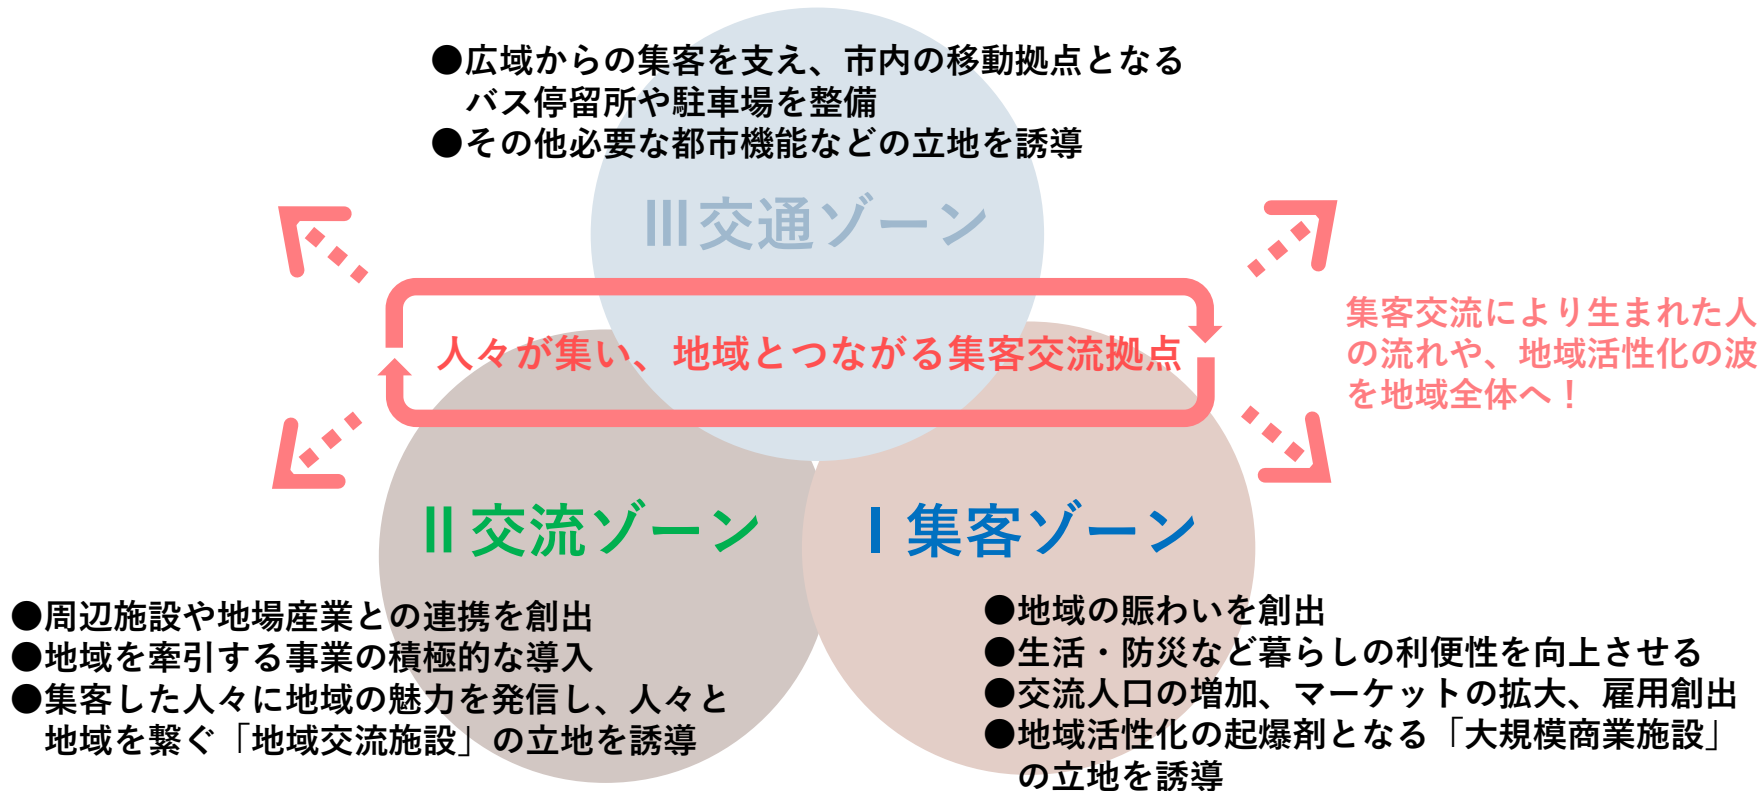 ●広域からの集客を支え、市内の移動拠点となる
バス停留所や駐車場を整備
●その他必要な都市機能などの立地を誘導
Ⅲ交通ゾーン
人々が集い、地域とつながる集客交流拠点
集客交流により生まれた人
の流れや、地域活性化の波
を地域全体へ！
Ⅱ交流ゾーン
●周辺施設や地場産業との連携を創出
●地域を牽引する事業の積極的な導入
●集客した人々に地域の魅力を発信し、人々と
地域を繋ぐ「地域交流施設」の立地を誘導
Ⅰ集客ゾーン
●地域の賑わいを創出
●生活・防災など暮らしの利便性を向上させる
●交流人口の増加、マーケットの拡大、雇用創出
●地域活性化の起爆剤となる「大規模商業施設」
の立地を誘導